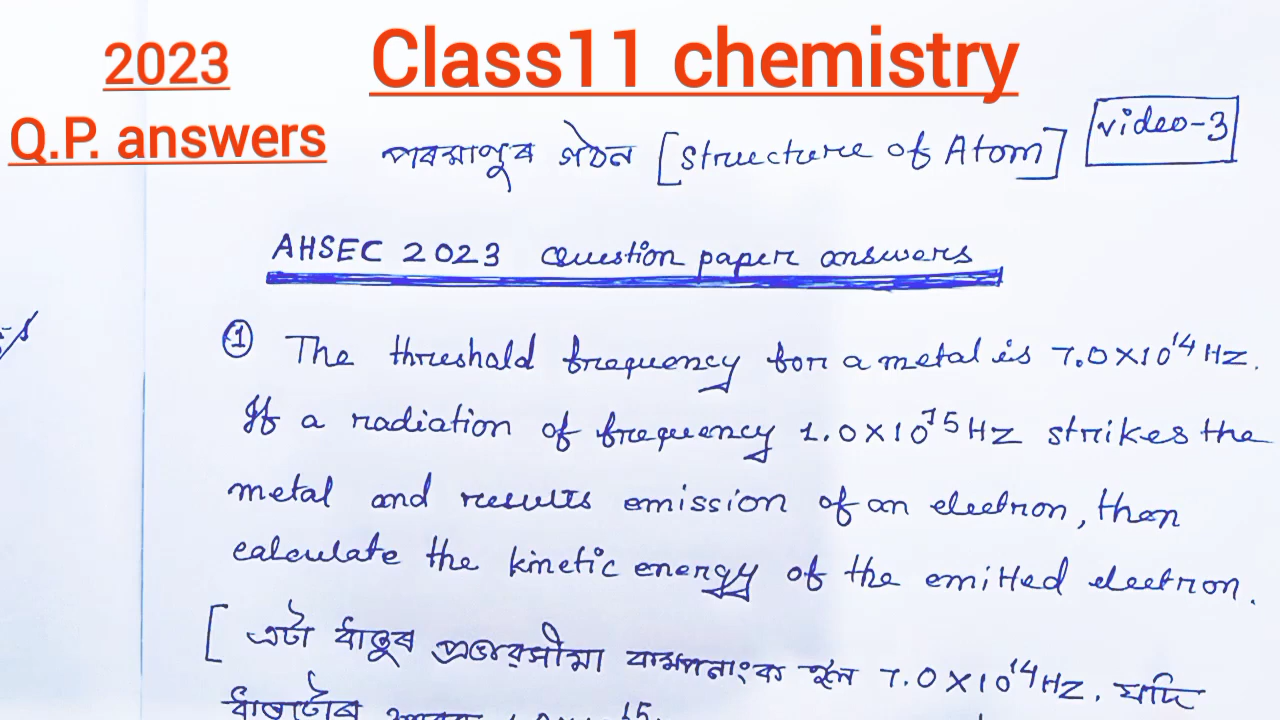 2023
Class11 chemistry
Q.P. answers
পৰমাণুৰ গঠন [Structure of Atom]
video-3
AHSEC 2023 Question paper answers
① The threshold frequency for a metal is 7.0×10¹⁴ Hz.
If a radiation of frequency 1.0×10¹⁵ Hz strikes the
metal and results emission of an electron, then
calculate the kinetic energy of the emitted electron.
[এটা ধাতুৰ প্ৰভাৱসীমা কম্পনাংক হ'ল 7.0×10¹⁴ Hz. যদি